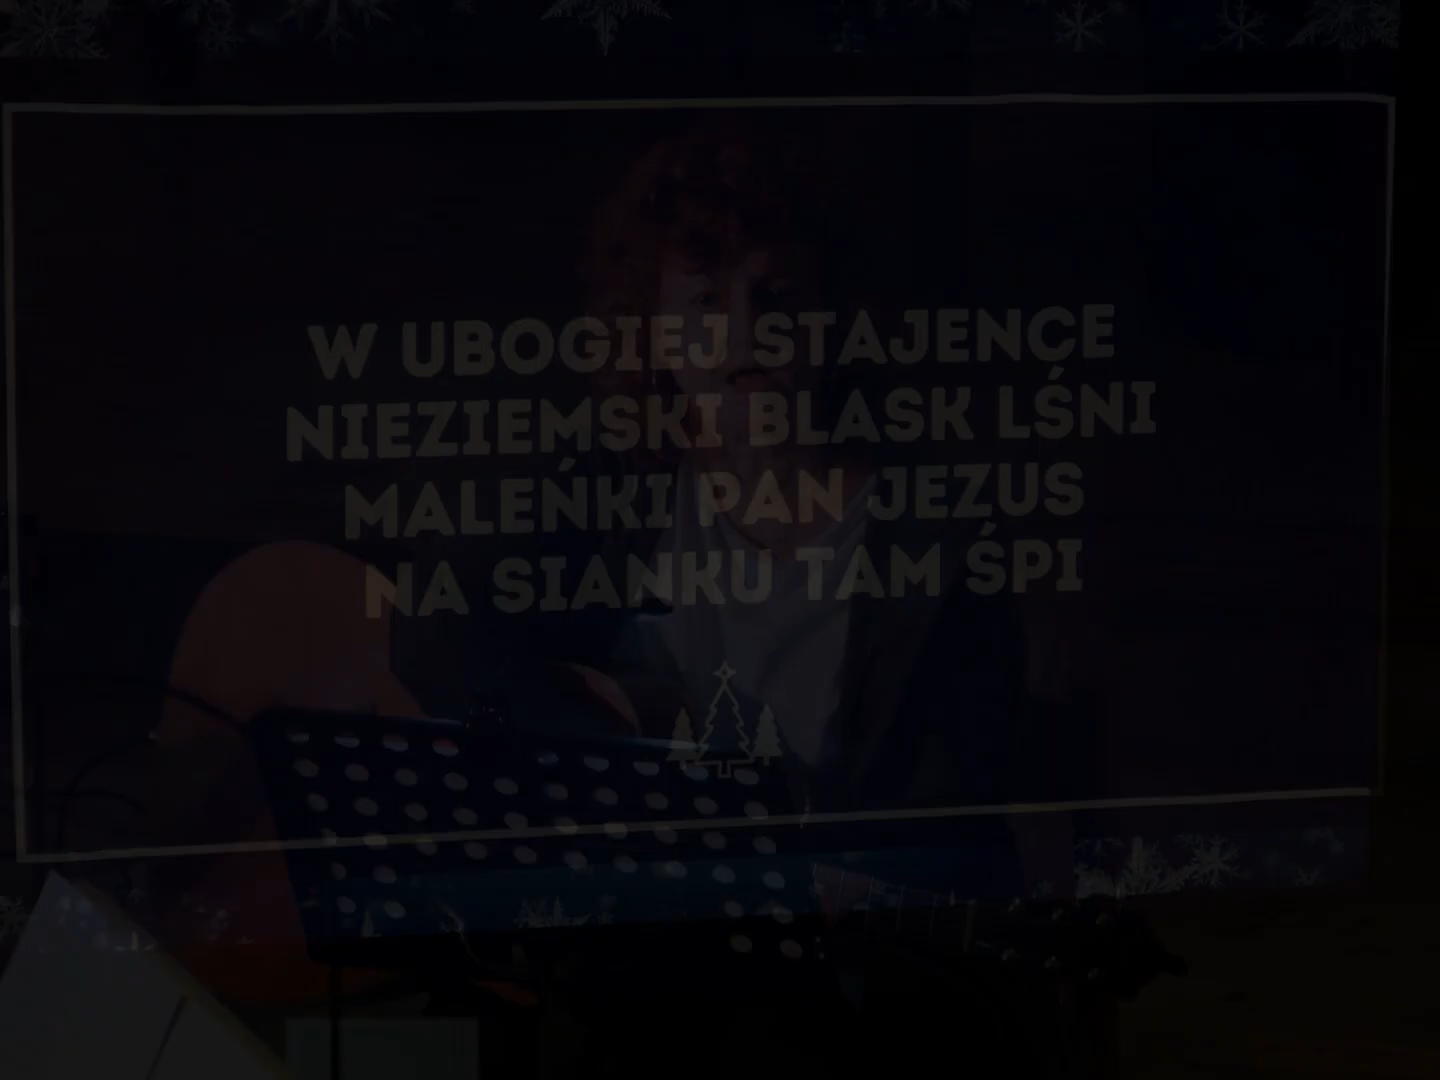 W UBOGIEJ STAJENCE
NIEZIEMSKI BLASK LŚNI
MALEŃKI PAN JEZUS
NA SIANKU TAM ŚPI